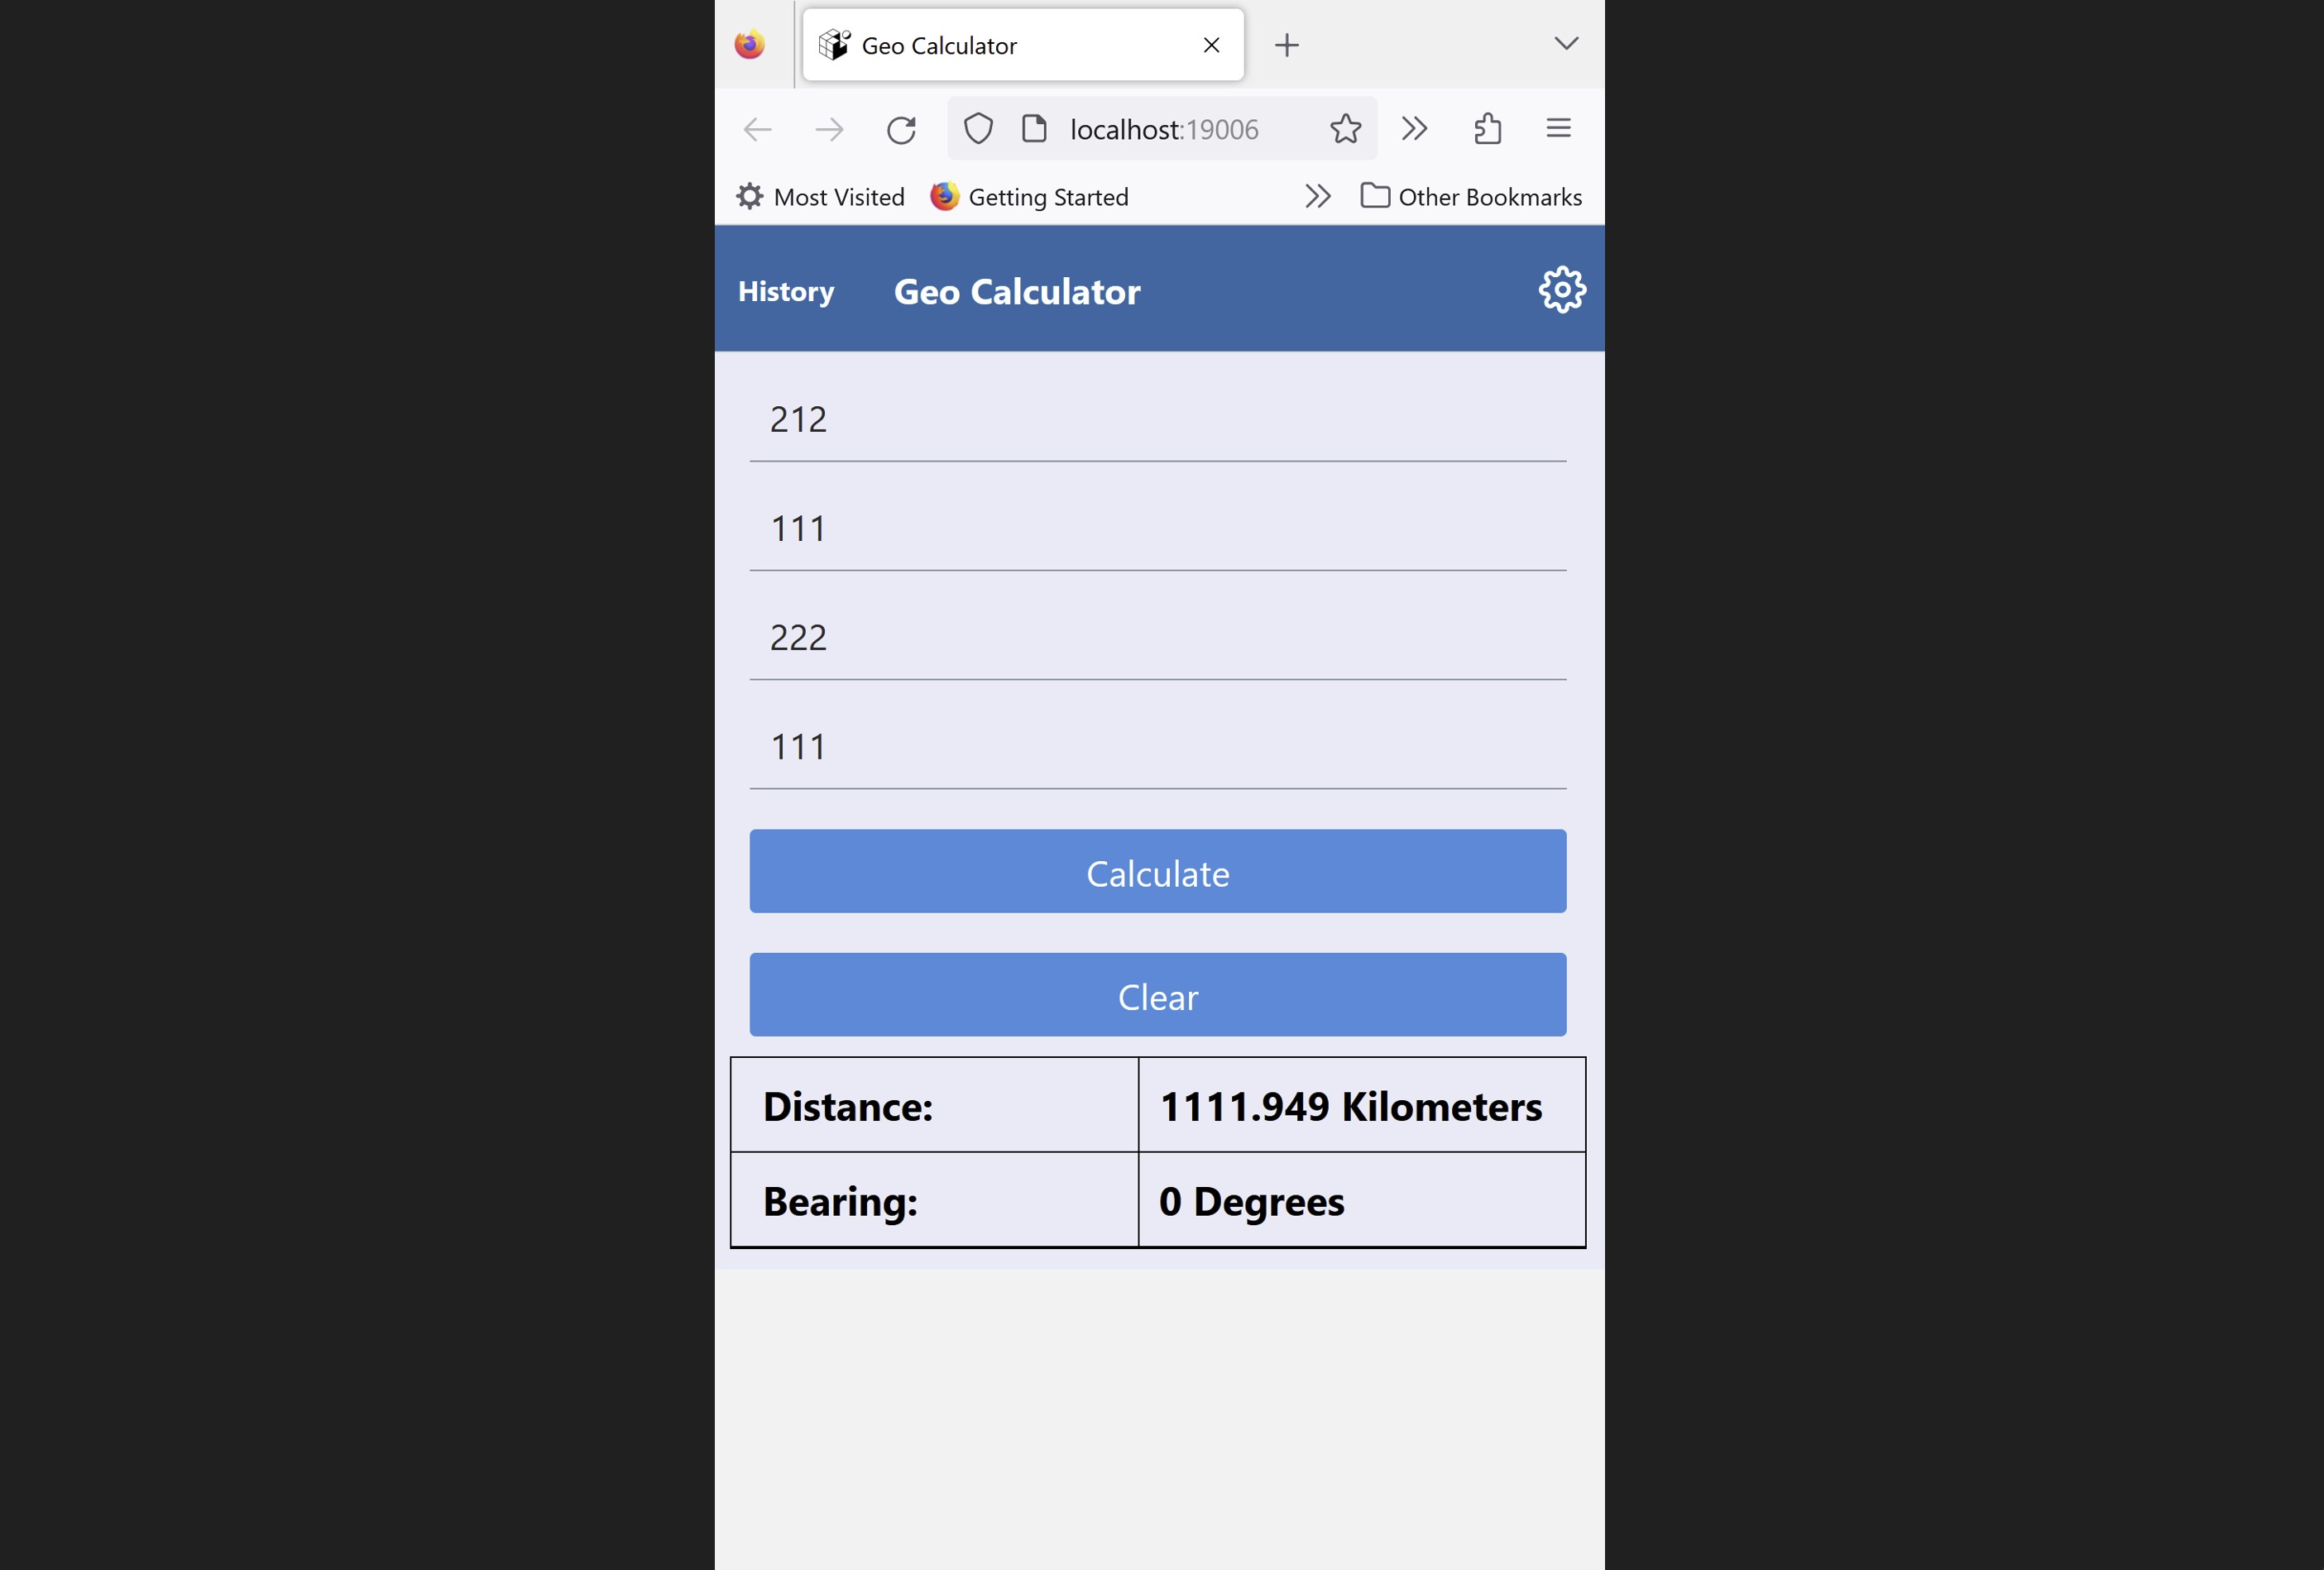 Geo Calculator
localhost:19006
Most Visited Getting Started Other Bookmarks
History Geo Calculator
212
111
222
111
Calculate
Clear
Distance: 1111.949 Kilometers
Bearing: 0 Degrees